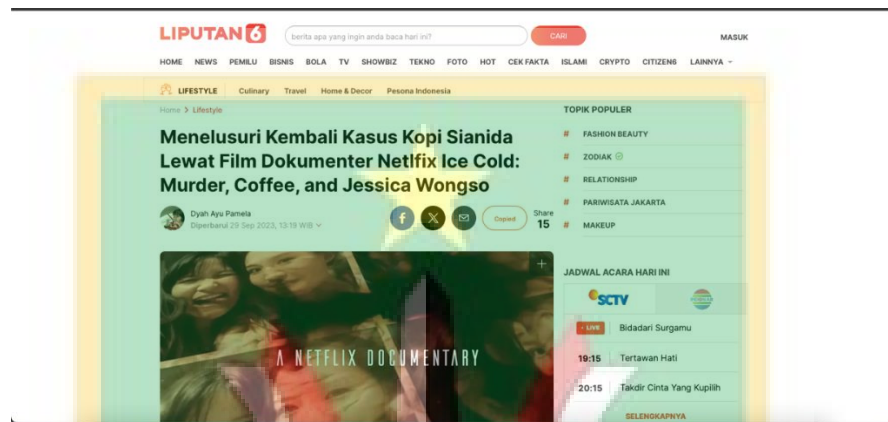 LIPUTAN 6
berita apa yang ingin anda baca hari ini?
CARI
MASUK
HOME NEWS PEMILU BISNIS BOLA TV SHOWBIZ TEKNO FOTO HOT CEK FAKTA ISLAMI CRYPTO CITIZEN6 LAINNYA
LIFESTYLE Culinary Travel Home & Decor Pesona Indonesia
Home > Lifestyle
Menelusuri Kembali Kasus Kopi Sianida
Lewat Film Dokumenter Netlfix Ice Cold:
Murder, Coffee, and Jessica Wongso
Dyah Ayu Pamela
Diperbarui 29 Sep 2023, 13:19 WIB
Copied
Share
15
A NETFLIX DOCUMENTARY
TOPIK POPULER
# FASHION BEAUTY
# ZODIAK
# RELATIONSHIP
# PARIWISATA JAKARTA
# MAKEUP
JADWAL ACARA HARI INI
SCTV
LIVE Bidadari Surgamu
19:15 Tertawan Hati
20:15 Takdir Cinta Yang Kupilih
SELENGKAPNYA